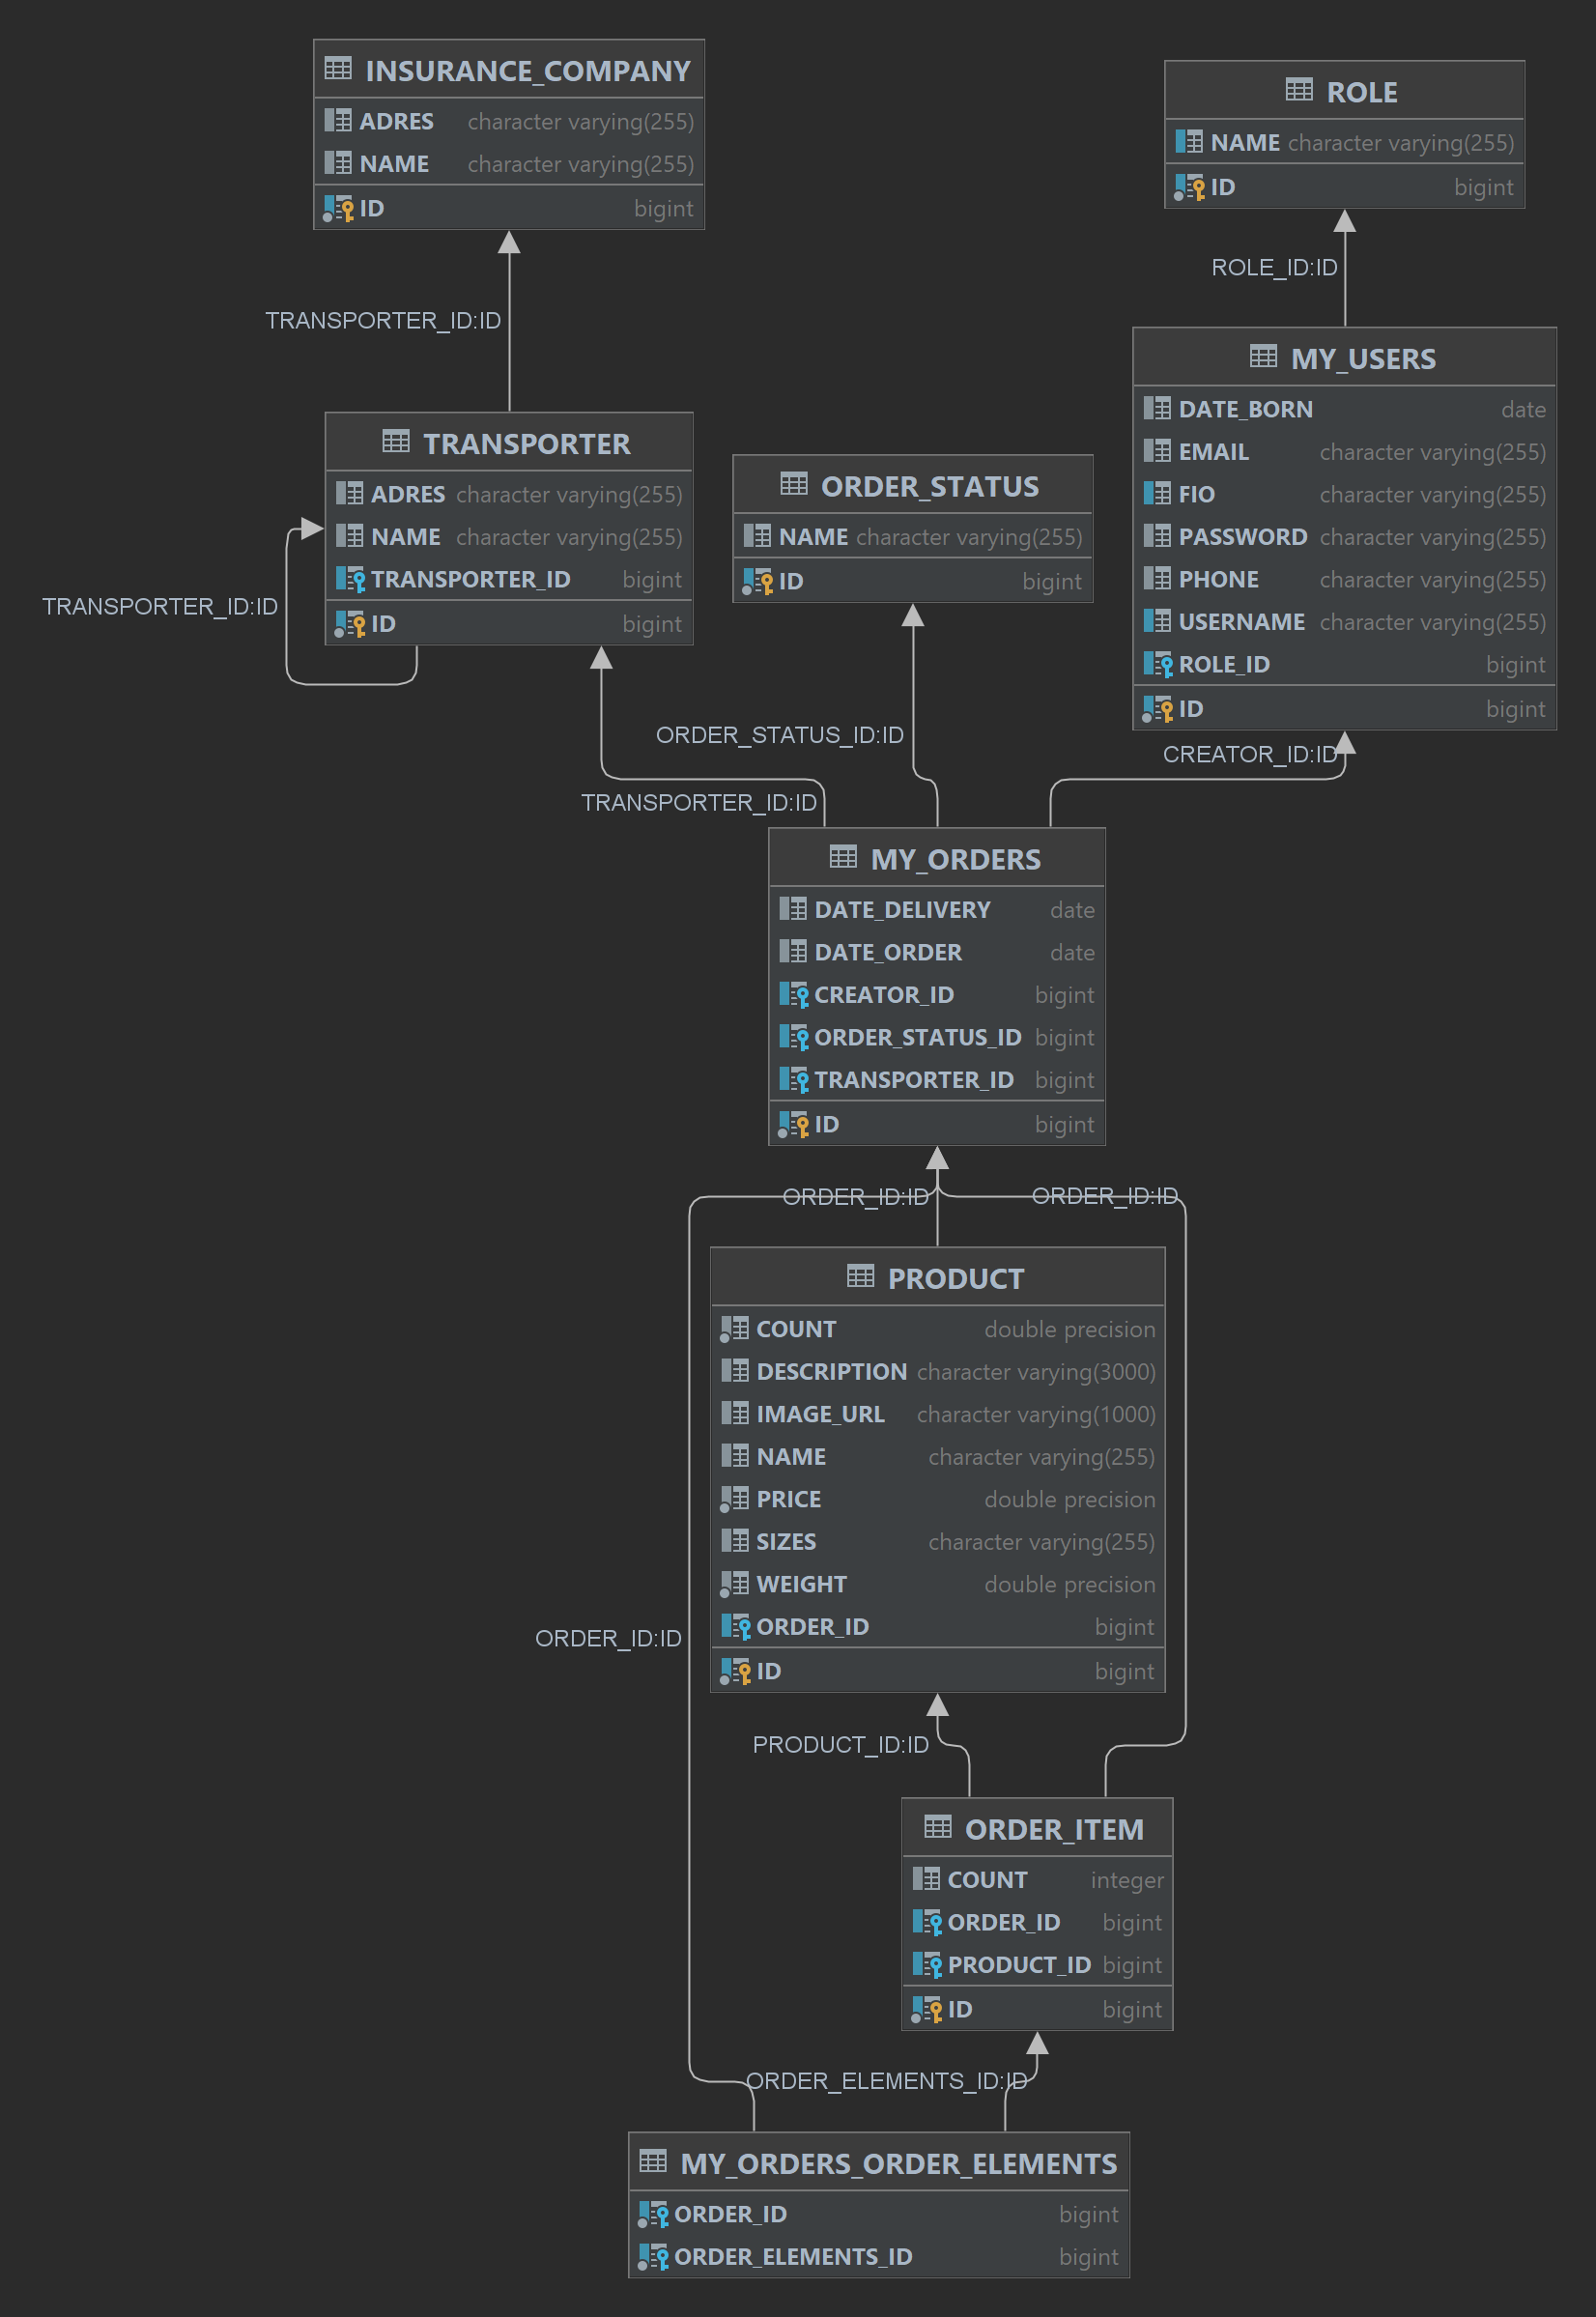 INSURANCE_COMPANY
ADRES character varying(255)
NAME character varying(255)
ID bigint
ROLE
NAME character varying(255)
ID bigint
ROLE_ID:ID
TRANSPORTER_ID:ID
MY_USERS
DATE_BORN date
EMAIL character varying(255)
FIO character varying(255)
PASSWORD character varying(255)
PHONE character varying(255)
USERNAME character varying(255)
ROLE_ID bigint
ID bigint
TRANSPORTER
ADRES character varying(255)
NAME character varying(255)
TRANSPORTER_ID bigint
ID bigint
TRANSPORTER_ID:ID
ORDER_STATUS
NAME character varying(255)
ID bigint
ORDER_STATUS_ID:ID
CREATOR_ID:ID
TRANSPORTER_ID:ID
MY_ORDERS
DATE_DELIVERY date
DATE_ORDER date
CREATOR_ID bigint
ORDER_STATUS_ID bigint
TRANSPORTER_ID bigint
ID bigint
ORDER_ID:ID
ORDER_ID:ID
PRODUCT
COUNT double precision
DESCRIPTION character varying(3000)
IMAGE_URL character varying(1000)
NAME character varying(255)
PRICE double precision
SIZES character varying(255)
WEIGHT double precision
ORDER_ID bigint
ID bigint
ORDER_ID:ID
PRODUCT_ID:ID
ORDER_ITEM
COUNT integer
ORDER_ID bigint
PRODUCT_ID bigint
ID bigint
ORDER_ELEMENTS_ID:ID
MY_ORDERS_ORDER_ELEMENTS
ORDER_ID bigint
ORDER_ELEMENTS_ID bigint